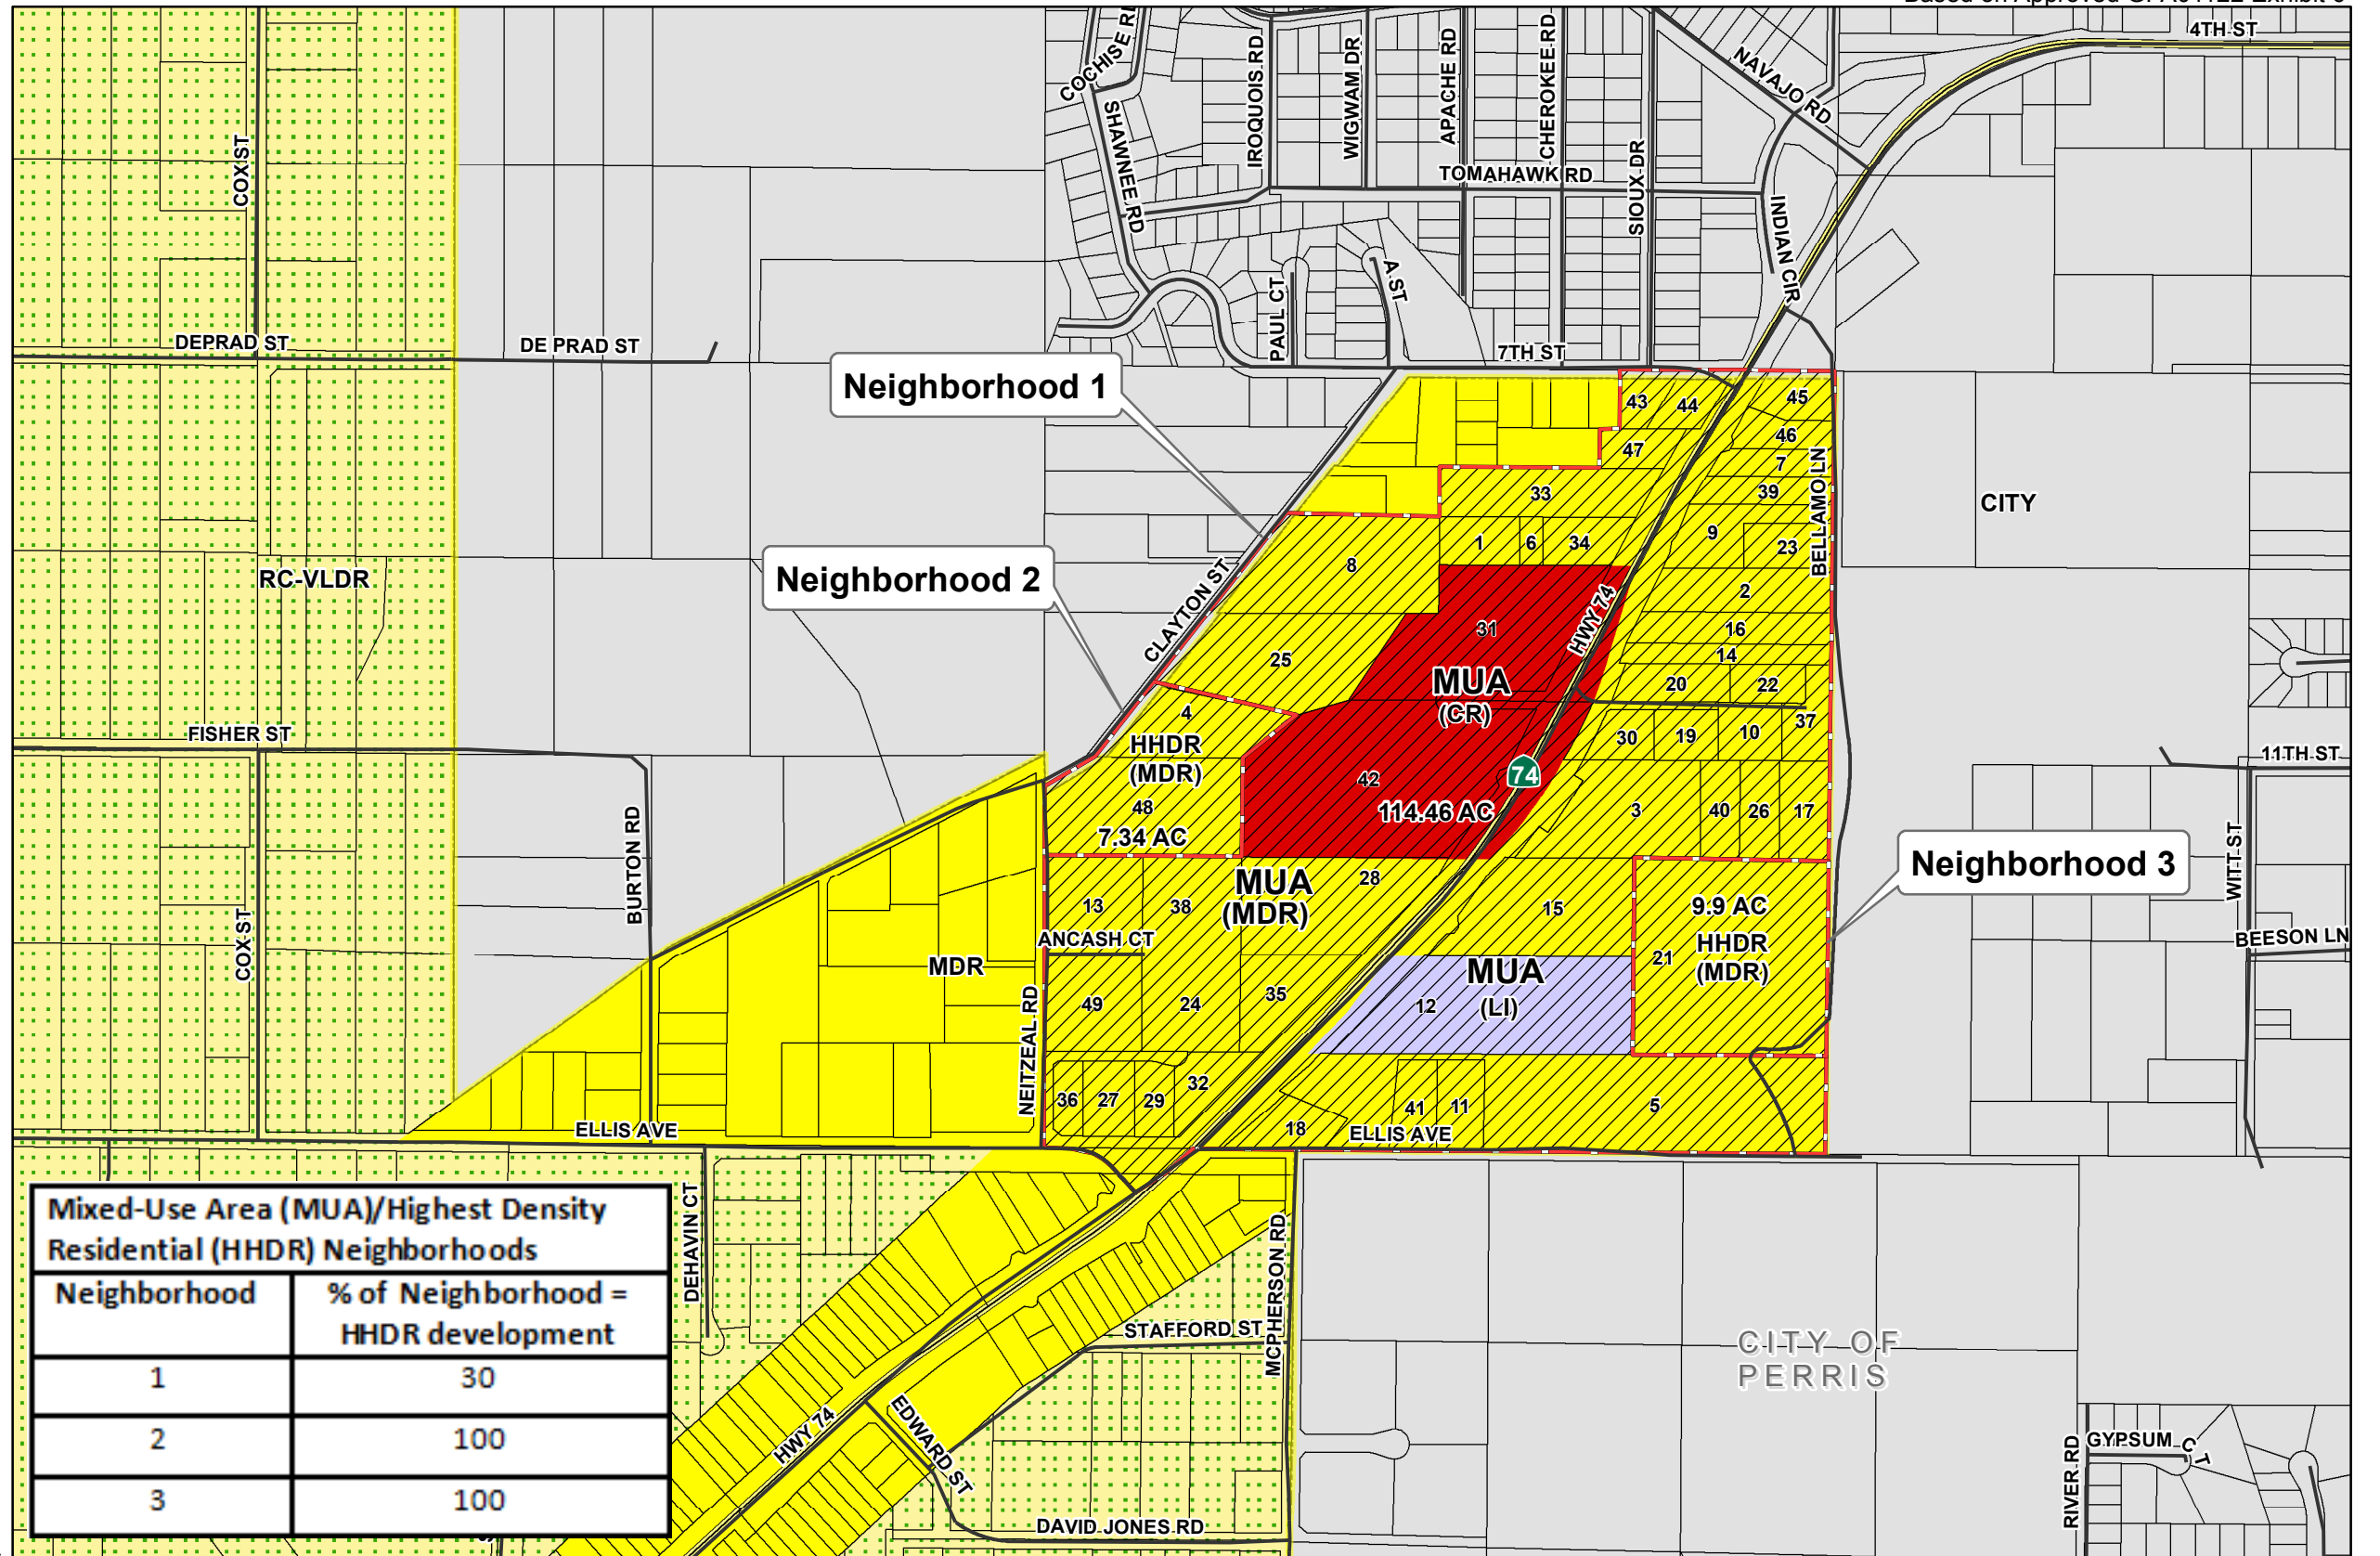 Based on Approved GPA01122 Exhibit
4TH ST
COCHISE RD
SHAWNEE RD
IROQUOIS RD
WIGWAM DR
APACHE RD
CHEROKEE RD
NAVAJO RD
COX ST
TOMAHAWK RD
SIOUX DR
INDIAN CIR
PAUL CT
A ST
DEPRAD ST
DE PRAD ST
7TH ST
Neighborhood 1
43
44
45
46
47
7
33
39
BELLAMO LN
CITY
1
6
34
9
23
8
Neighborhood 2
RC-VLDR
CLAYTON ST
HWY 74
2
31
16
14
25
MUA
(CR)
20
22
4
FISHER ST
HHDR
(MDR)
30
19
10
37
11TH ST
42
74
48
114.46 AC
3
40
26
17
7.34 AC
BURTON RD
WITT ST
Neighborhood 3
MUA
(MDR)
28
13
38
15
9.9 AC
HHDR
(MDR)
21
ANCASH CT
BEESON LN
COX ST
MDR
MUA
(LI)
12
49
24
35
NEITZEAL RD
32
36
27
29
41
11
5
18
ELLIS AVE
ELLIS AVE
Mixed-Use Area (MUA)/Highest Density
Residential (HHDR) Neighborhoods
Neighborhood
% of Neighborhood =
HHDR development
1
30
2
100
3
100
DEHAVIN CT
MCPHERSON RD
STAFFORD ST
CITY OF
PERRIS
HWY 74
EDWARD ST
RIVER RD
GYPSUM CT
DAVID JONES RD